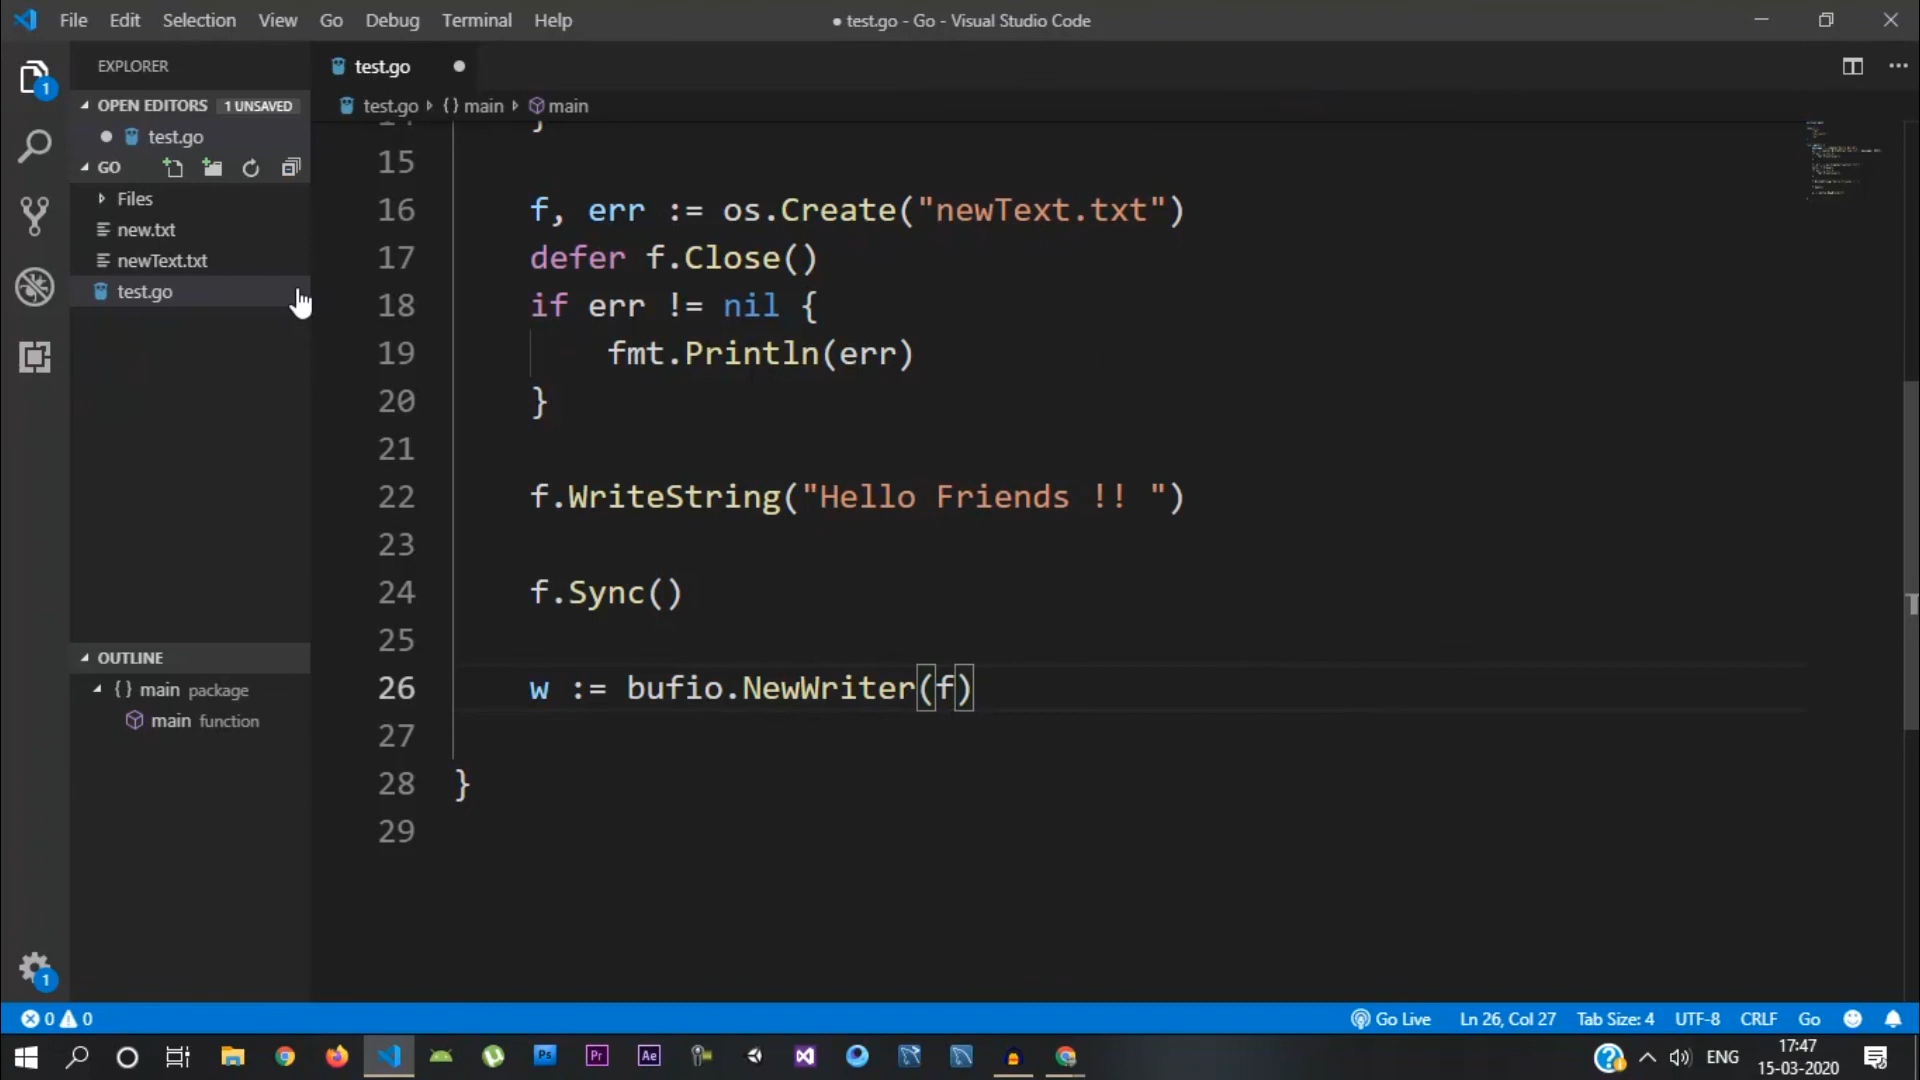 File Edit Selection View Go Debug Terminal Help
● test.go - Go - Visual Studio Code
EXPLORER
OPEN EDITORS 1 UNSAVED
test.go
GO
Files
new.txt
newText.txt
test.go
OUTLINE
{} main package
main function
1
1
test.go
test.go {} main main
15
16 f, err := os.Create("newText.txt")
17 defer f.Close()
18 if err != nil {
19 fmt.Println(err)
20 }
21
22 f.WriteString("Hello Friends !! ")
23
24 f.Sync()
25
26 w := bufio.NewWriter(f)
27
28 }
29
0 0
Go Live Ln 26, Col 27 Tab Size: 4 UTF-8 CRLF Go
Ps Pr Ae
ENG
17:47
15-03-2020